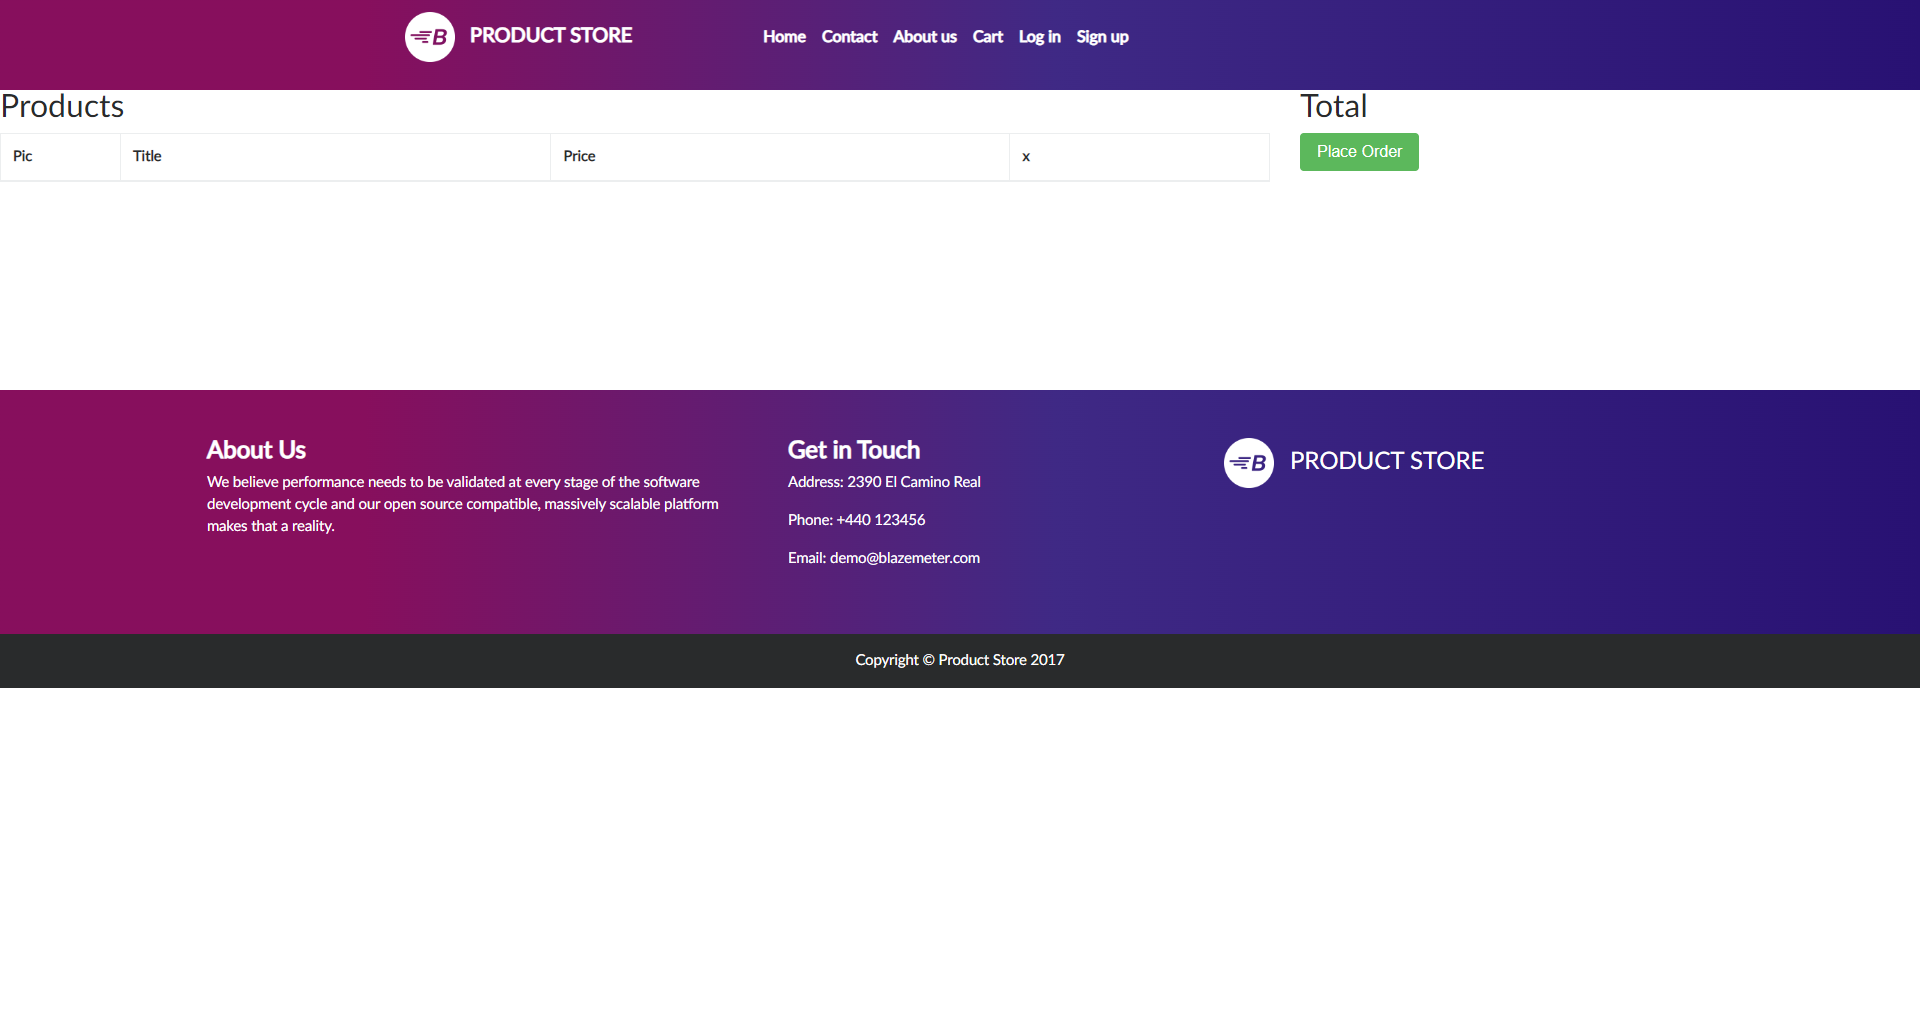 B PRODUCT STORE Home Contact About us Cart Log in Sign up
Products
Total
Pic Title Price x
Place Order
About Us
We believe performance needs to be validated at every stage of the software
development cycle and our open source compatible, massively scalable platform
makes that a reality.
Get in Touch
Address: 2390 El Camino Real
Phone: +440 123456
Email: demo@blazemeter.com
B PRODUCT STORE
Copyright © Product Store 2017